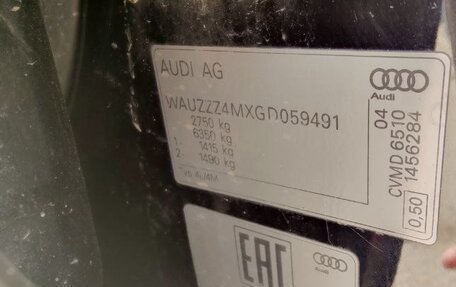 AUDI AG
WAUZZZ4MXGD059491
2750 kg
6350 kg
1- 1415 kg
2- 1490 kg
Audi
04
CVMD 6510
1456284
0,50
EAC
Audi